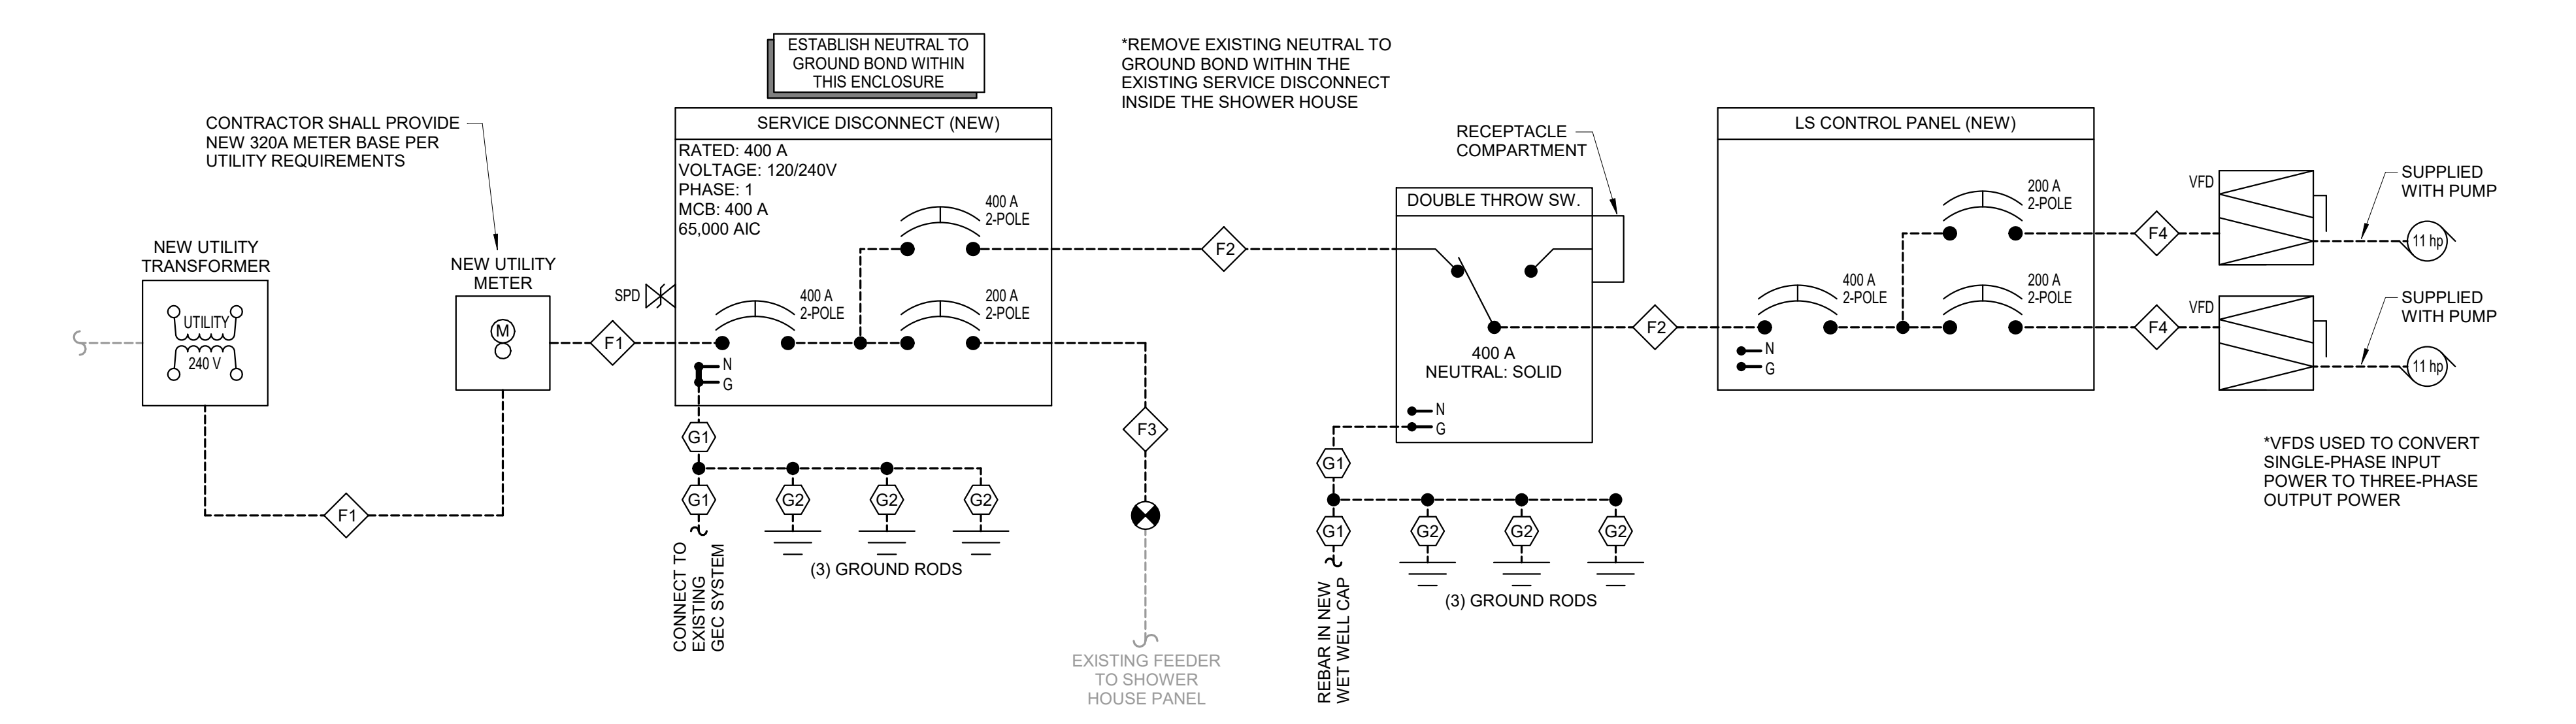 ESTABLISH NEUTRAL TO
GROUND BOND WITHIN
THIS ENCLOSURE
*REMOVE EXISTING NEUTRAL TO
GROUND BOND WITHIN THE
EXISTING SERVICE DISCONNECT
INSIDE THE SHOWER HOUSE
CONTRACTOR SHALL PROVIDE
NEW 320A METER BASE PER
UTILITY REQUIREMENTS
NEW UTILITY
TRANSFORMER
UTILITY
240 V
F1
NEW UTILITY
METER
M
F1
SPD
SERVICE DISCONNECT (NEW)
RATED: 400 A
VOLTAGE: 120/240V
PHASE: 1
MCB: 400 A
65,000 AIC
400 A
2-POLE
400 A
2-POLE
200 A
2-POLE
N
G
G1
G1
G2
G2
G2
CONNECT TO
EXISTING
GEC SYSTEM
(3) GROUND RODS
F2
F3
EXISTING FEEDER
TO SHOWER
HOUSE PANEL
RECEPTACLE
COMPARTMENT
DOUBLE THROW SW.
400 A
NEUTRAL: SOLID
N
G
G1
G1
G2
G2
G2
REBAR IN NEW
WET WELL CAP
(3) GROUND RODS
F2
LS CONTROL PANEL (NEW)
400 A
2-POLE
200 A
2-POLE
200 A
2-POLE
N
G
F4
F4
VFD
SUPPLIED
WITH PUMP
11 hp
VFD
SUPPLIED
WITH PUMP
11 hp
*VFDS USED TO CONVERT
SINGLE-PHASE INPUT
POWER TO THREE-PHASE
OUTPUT POWER